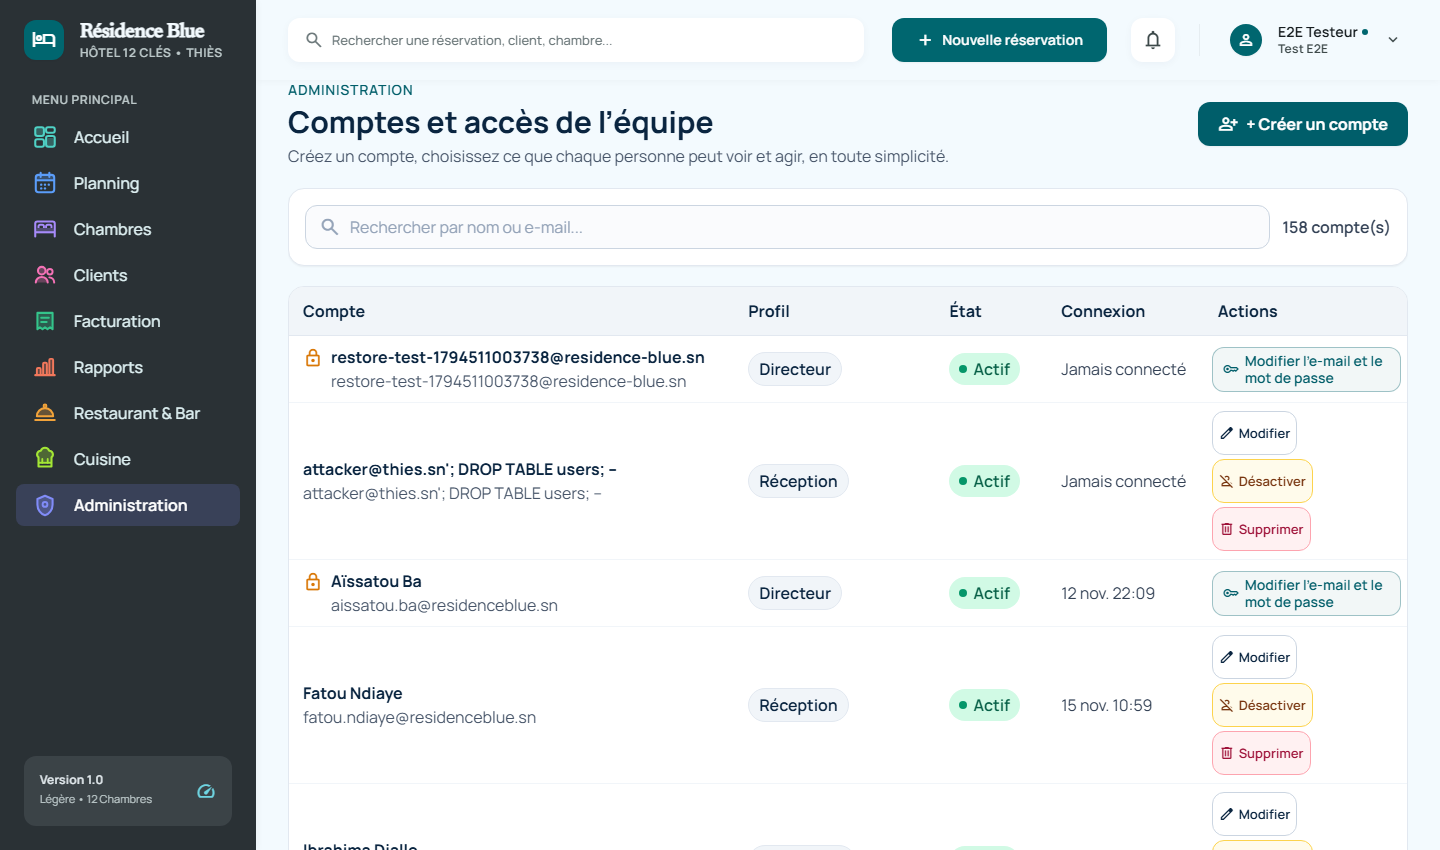 Résidence Blue
HÔTEL 12 CLÉS • THIÈS
MENU PRINCIPAL
Accueil
Planning
Chambres
Clients
Facturation
Rapports
Restaurant & Bar
Cuisine
Administration
Version 1.0
Légère • 12 Chambres
Rechercher une réservation, client, chambre...
+ Nouvelle réservation
E2E Testeur
Test E2E
ADMINISTRATION
Comptes et accès de l'équipe
Créez un compte, choisissez ce que chaque personne peut voir et agir, en toute simplicité.
+ Créer un compte
Rechercher par nom ou e-mail...
158 compte(s)
Compte Profil État Connexion Actions
restore-test-1794511003738@residence-blue.sn
restore-test-1794511003738@residence-blue.sn
Directeur
Actif
Jamais connecté
Modifier l'e-mail et le
mot de passe
attacker@thies.sn'; DROP TABLE users; –
attacker@thies.sn'; DROP TABLE users; –
Réception
Actif
Jamais connecté
Modifier
Désactiver
Supprimer
Aïssatou Ba
aissatou.ba@residenceblue.sn
Directeur
Actif
12 nov. 22:09
Modifier l'e-mail et le
mot de passe
Fatou Ndiaye
fatou.ndiaye@residenceblue.sn
Réception
Actif
15 nov. 10:59
Modifier
Désactiver
Supprimer
Ibrahima Diallo
Modifier